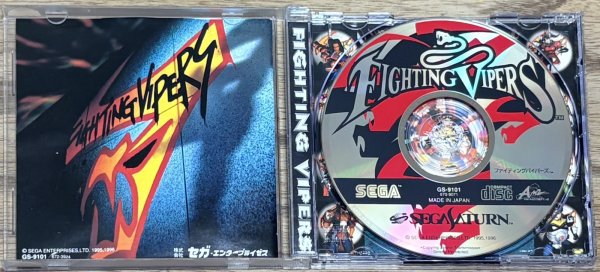 FIGHTING VIPERS
© SEGA ENTERPRISES,LTD. 1995,1996
GS-9101 672-3924
株式会社 セガ・エンタープライゼス
FIGHTING VIPERS
FIGHTING VIPERS
ファイティングバイパーズ
SEGA
GS-9101
MADE IN JAPAN
COMPACT
disc
SEGA SATURN